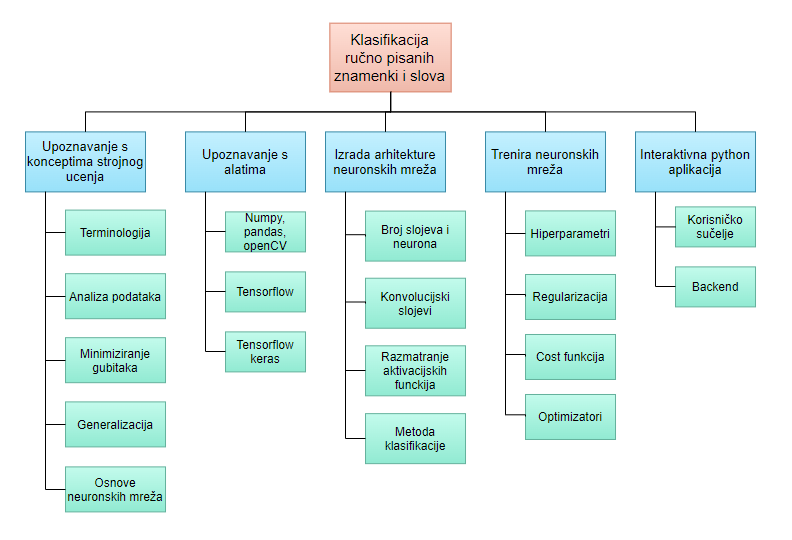 Klasifikacija
ručno pisanih
znamenki i slova
Upoznavanje s
konceptima strojnog
ucenja
Terminologija
Analiza podataka
Minimiziranje
gubitaka
Generalizacija
Osnove
neuronskih mreža
Upoznavanje s
alatima
Numpy,
pandas,
openCV
Tensorflow
Tensorflow
keras
Izrada arhitekture
neuronskih mreža
Broj slojeva i
neurona
Konvolucijski
slojevi
Razmatranje
aktivacijskih
funckija
Metoda
klasifikacije
Trenira neuronskih
mreža
Hiperparametri
Regularizacija
Cost funkcija
Optimizatori
Interaktivna python
aplikacija
Korisničko
sučelje
Backend